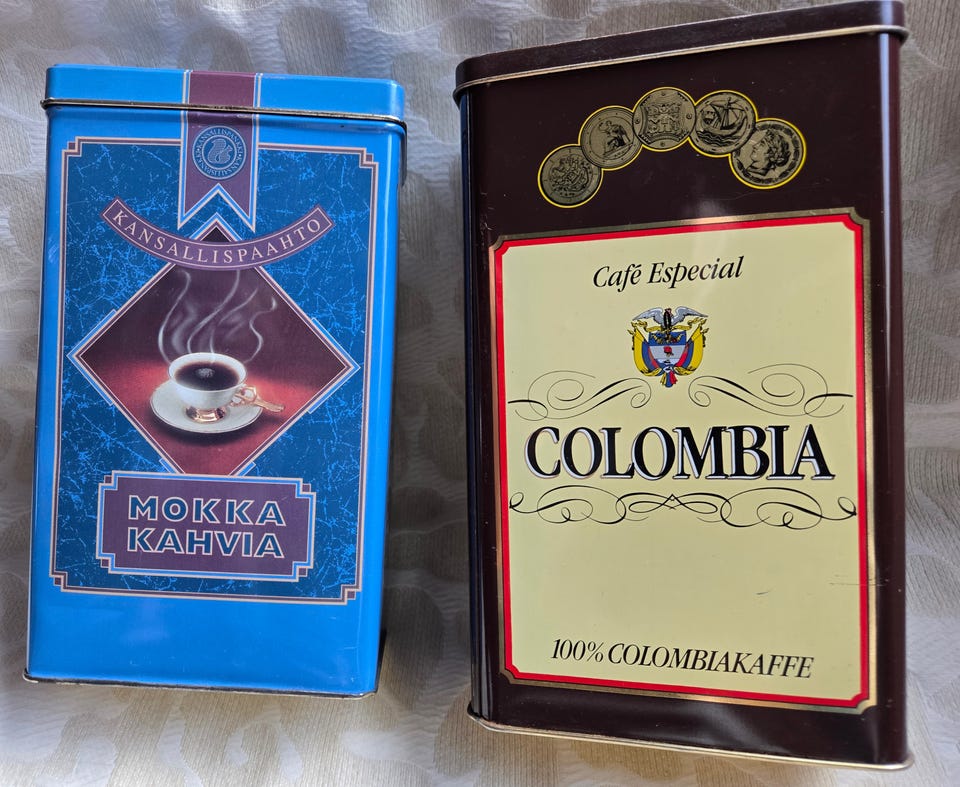 KANSALLISPAAHTO
MOKKA
KAHVIA
Café Especial
COLOMBIA
100% COLOMBIAKAFFE